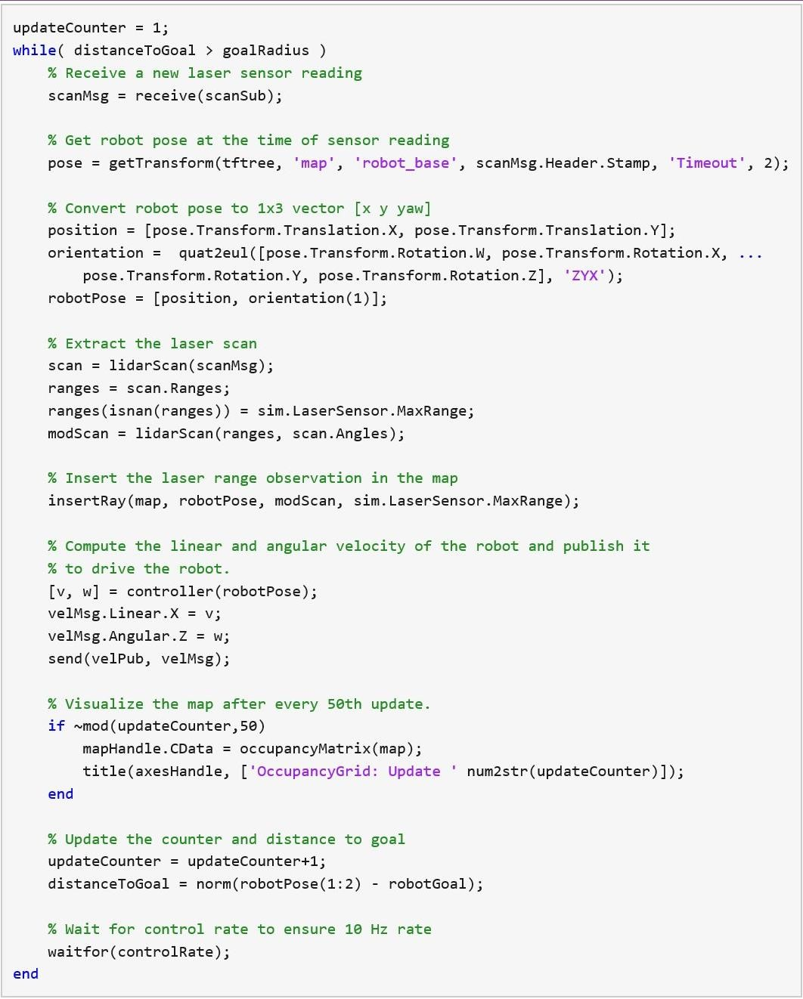 updateCounter = 1;
while( distanceToGoal > goalRadius )
    % Receive a new laser sensor reading
    scanMsg = receive(scanSub);

    % Get robot pose at the time of sensor reading
    pose = getTransform(tftree, 'map', 'robot_base', scanMsg.Header.Stamp, 'Timeout', 2);

    % Convert robot pose to 1x3 vector [x y yaw]
    position = [pose.Transform.Translation.X, pose.Transform.Translation.Y];
    orientation =  quat2eul([pose.Transform.Rotation.W, pose.Transform.Rotation.X, ...
        pose.Transform.Rotation.Y, pose.Transform.Rotation.Z], 'ZYX');
    robotPose = [position, orientation(1)];

    % Extract the laser scan
    scan = lidarScan(scanMsg);
    ranges = scan.Ranges;
    ranges(isnan(ranges)) = sim.LaserSensor.MaxRange;
    modScan = lidarScan(ranges, scan.Angles);

    % Insert the laser range observation in the map
    insertRay(map, robotPose, modScan, sim.LaserSensor.MaxRange);

    % Compute the linear and angular velocity of the robot and publish it
    % to drive the robot.
    [v, w] = controller(robotPose);
    velMsg.Linear.X = v;
    velMsg.Angular.Z = w;
    send(velPub, velMsg);

    % Visualize the map after every 50th update.
    if ~mod(updateCounter,50)
        mapHandle.CData = occupancyMatrix(map);
        title(axesHandle, ['OccupancyGrid: Update ' num2str(updateCounter)]);
    end

    % Update the counter and distance to goal
    updateCounter = updateCounter+1;
    distanceToGoal = norm(robotPose(1:2) - robotGoal);

    % Wait for control rate to ensure 10 Hz rate
    waitfor(controlRate);
end